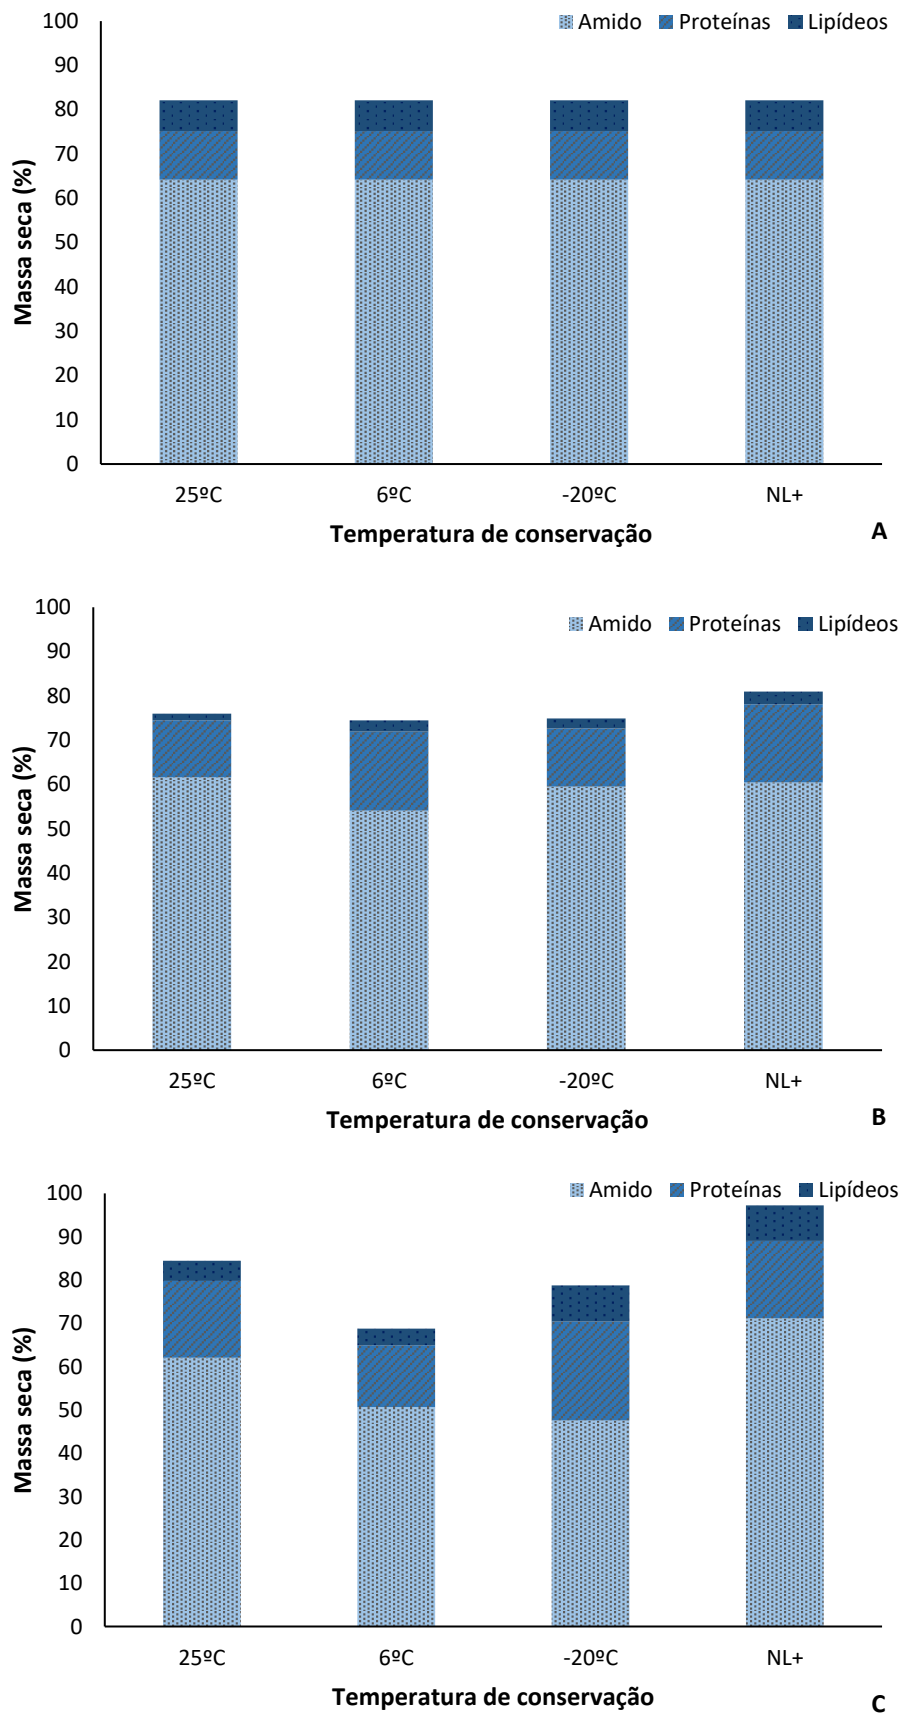 Amido Proteínas Lipídeos
100
90
80
70
60
50
40
30
20
10
0
Massa seca (%)
25ºC 6ºC -20ºC NL+
Temperatura de conservação
A
Amido Proteínas Lipídeos
100
90
80
70
60
50
40
30
20
10
0
Massa seca (%)
25ºC 6ºC -20ºC NL+
Temperatura de conservação
B
Amido Proteínas Lipídeos
100
90
80
70
60
50
40
30
20
10
0
Massa seca (%)
25ºC 6ºC -20ºC NL+
Temperatura de conservação
C